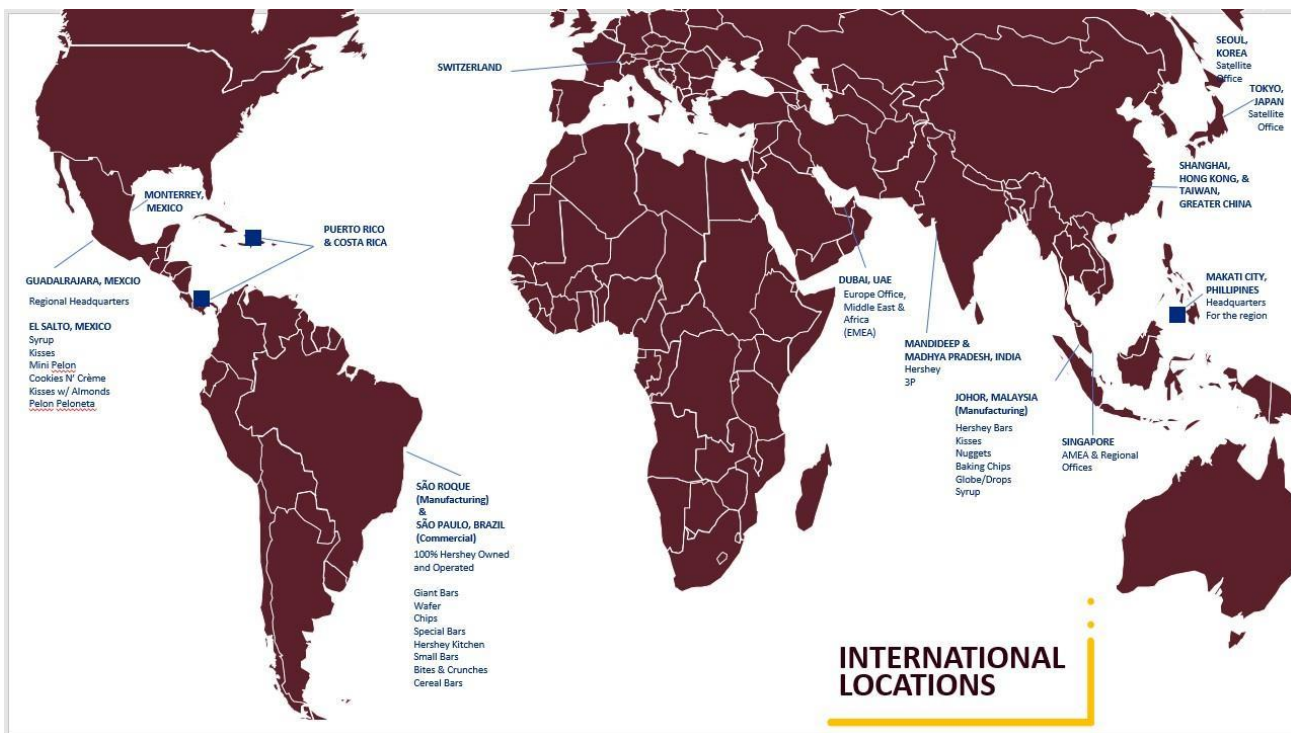 SWITZERLAND
SEOUL,
KOREA
Satellite
Office
TOKYO,
JAPAN
Satellite
Office
SHANGHAI,
HONG KONG, &
TAIWAN,
GREATER CHINA
MONTERREY,
MEXICO
PUERTO RICO
& COSTA RICA
GUADALRAJARA, MEXCIO
Regional Headquarters
EL SALTO, MEXICO
Syrup
Kisses
Mini Pelon
Cookies N' Crème
Kisses w/ Almonds
Pelon Peloneta
DUBAI, UAE
Europe Office,
Middle East &
Africa
(EMEA)
MAKATI CITY,
PHILLIPINES
Headquarters
For the region
MANDIDEEP &
MADHYA PRADESH, INDIA
Hershey
3P
JOHOR, MALAYSIA
(Manufacturing)
Hershey Bars
Kisses
Nuggets
Baking Chips
Globe/Drops
Syrup
SINGAPORE
AMEA & Regional
Offices
SÃO ROQUE
(Manufacturing)
&
SÃO PAULO, BRAZIL
(Commercial)
100% Hershey Owned
and Operated
Giant Bars
Wafer
Chips
Special Bars
Hershey Kitchen
Small Bars
Bites & Crunches
Cereal Bars
INTERNATIONAL
LOCATIONS